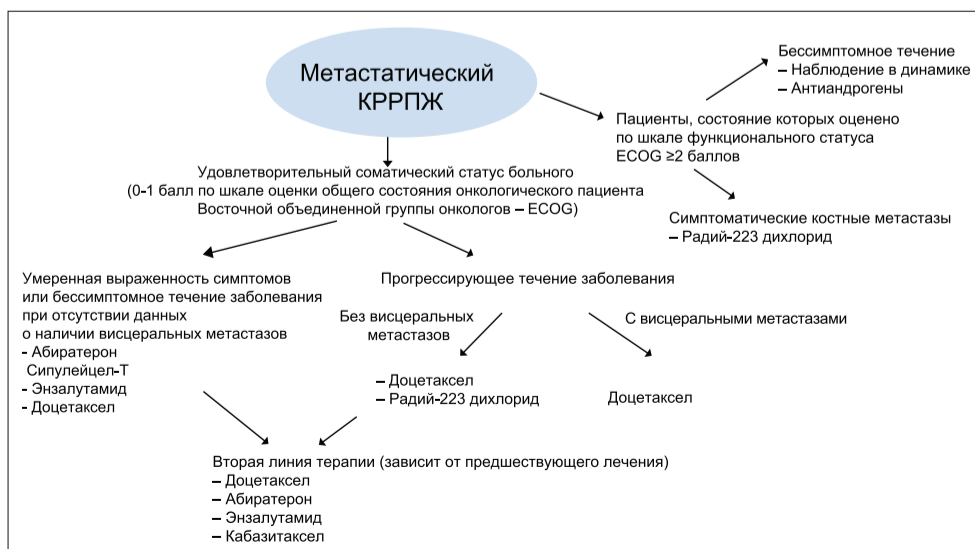 Метастатический
КРРПЖ
Бессимптомное течение
– Наблюдение в динамике
– Антиандрогены
Пациенты, состояние которых оценено
по шкале функционального статуса
ECOG ≥2 баллов
Симптоматические костные метастазы
– Радий-223 дихлорид
Удовлетворительный соматический статус больного
(0-1 балл по шкале оценки общего состояния онкологического пациента
Восточной объединенной группы онкологов – ECOG)
Умеренная выраженность симптомов
или бессимптомное течение заболевания
при отсутствии данных
о наличии висцеральных метастазов
- Абиратерон
Сипулейцел-Т
- Энзалутамид
- Доцетаксел
Прогрессирующее течение заболевания
Без висцеральных
метастазов
– Доцетаксел
– Радий-223 дихлорид
С висцеральными метастазами
Доцетаксел
Вторая линия терапии (зависит от предшествующего лечения)
– Доцетаксел
– Абиратерон
– Энзалутамид
– Кабазитаксел